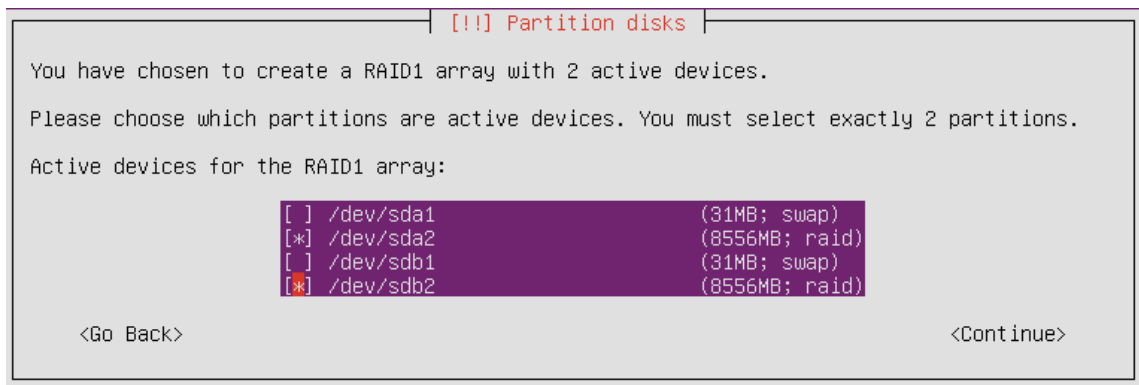 [!!] Partition disks
You have chosen to create a RAID1 array with 2 active devices.
Please choose which partitions are active devices. You must select exactly 2 partitions.
Active devices for the RAID1 array:
[ ] /dev/sda1 (31MB; swap)
[*] /dev/sda2 (8556MB; raid)
[ ] /dev/sdb1 (31MB; swap)
[*] /dev/sdb2 (8556MB; raid)
<Go Back> <Continue>